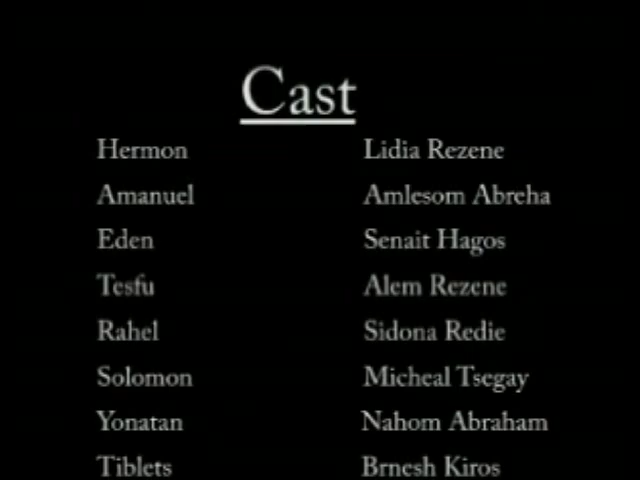 Cast
Hermon Lidia Rezene
Amanuel Amlesom Abreha
Eden Senait Hagos
Tesfu Alem Rezene
Rahel Sidona Redie
Solomon Micheal Tsegay
Yonatan Nahom Abraham
Tiblets Brnesh Kiros